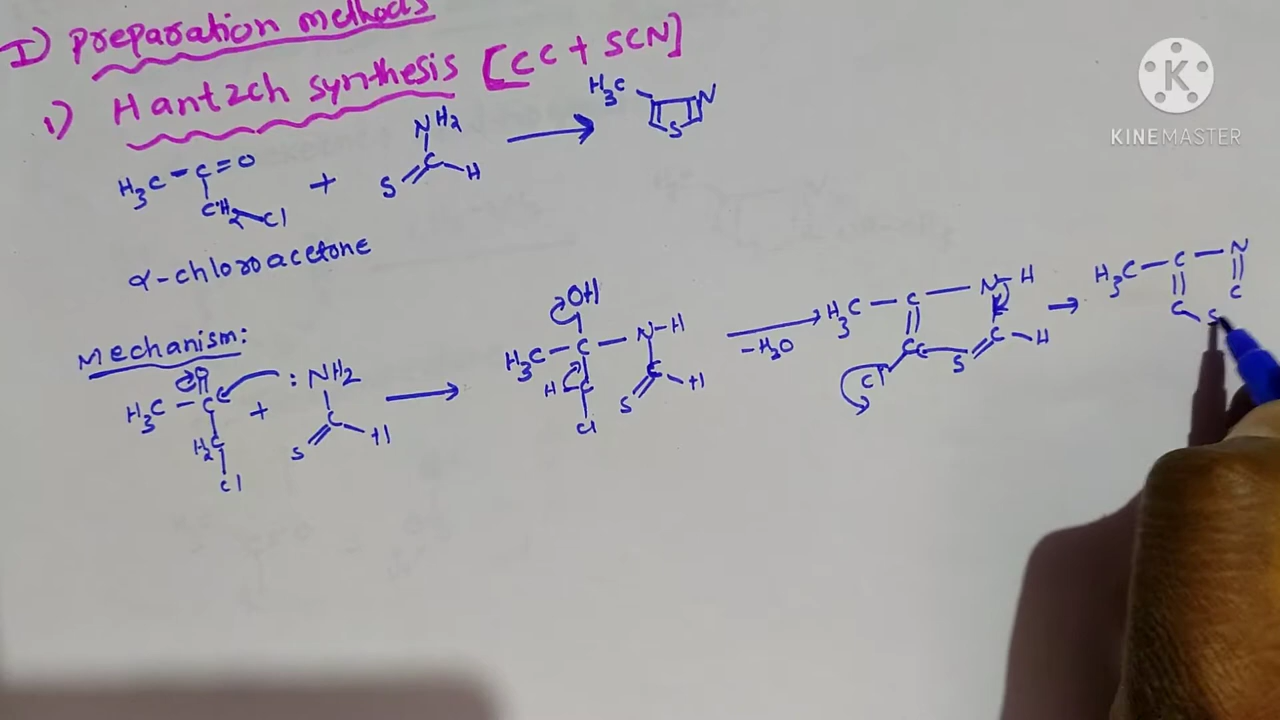 I) Preparation methods
1) Hantzch synthesis [CC + SCN]
H3C - C = O
CH2 Cl
+
NH2
C
S H
H3C
N
S
α-chloroacetone
Mechanism:
H3C - C
O
H2C
Cl
+
:NH2
C
S H
OH
H3C - C - N-H
H C C
S H
Cl
-H2O
H3C - C - N-H
C S C H
Cl
H3C - C - N
C S C
K
KINEMASTER